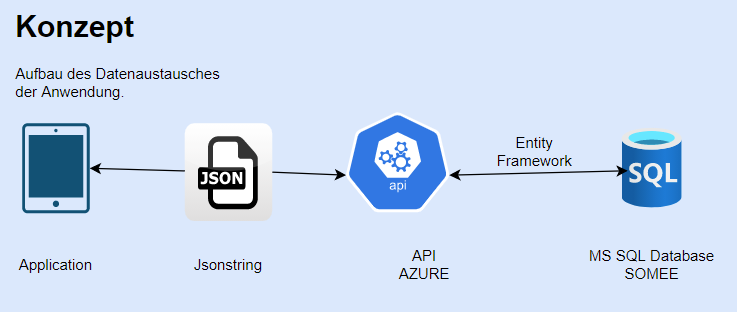 Konzept
Aufbau des Datenaustausches
der Anwendung.
JSON
api
Entity
Framework
SQL
Application
Jsonstring
API
AZURE
MS SQL Database
SOMEE